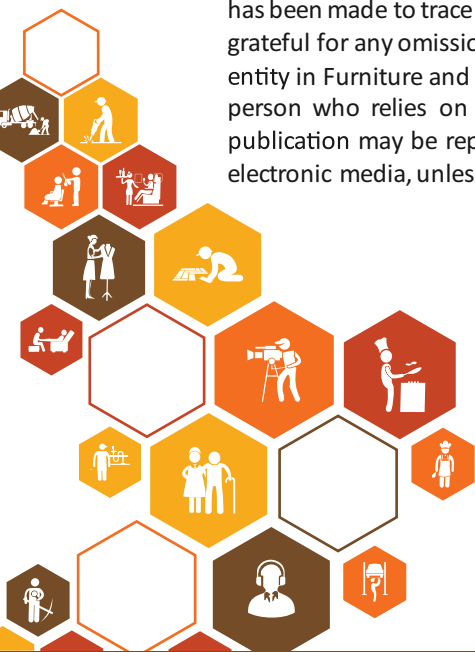 has been made to trace
grateful for any omissio
entity in Furniture and
person who relies on
publication may be rep
electronic media, unles